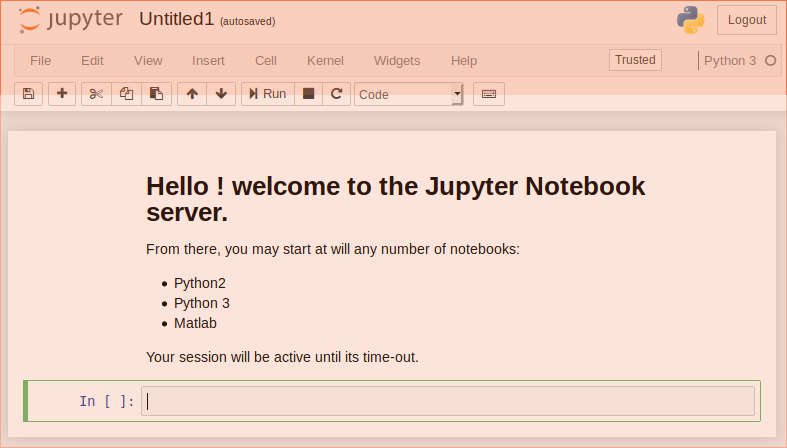 jupyter Untitled1 (autosaved) Logout
File Edit View Insert Cell Kernel Widgets Help Trusted Python 3
Run Code
Hello ! welcome to the Jupyter Notebook
server.
From there, you may start at will any number of notebooks:
Python2
Python 3
Matlab
Your session will be active until its time-out.
In [ ]: